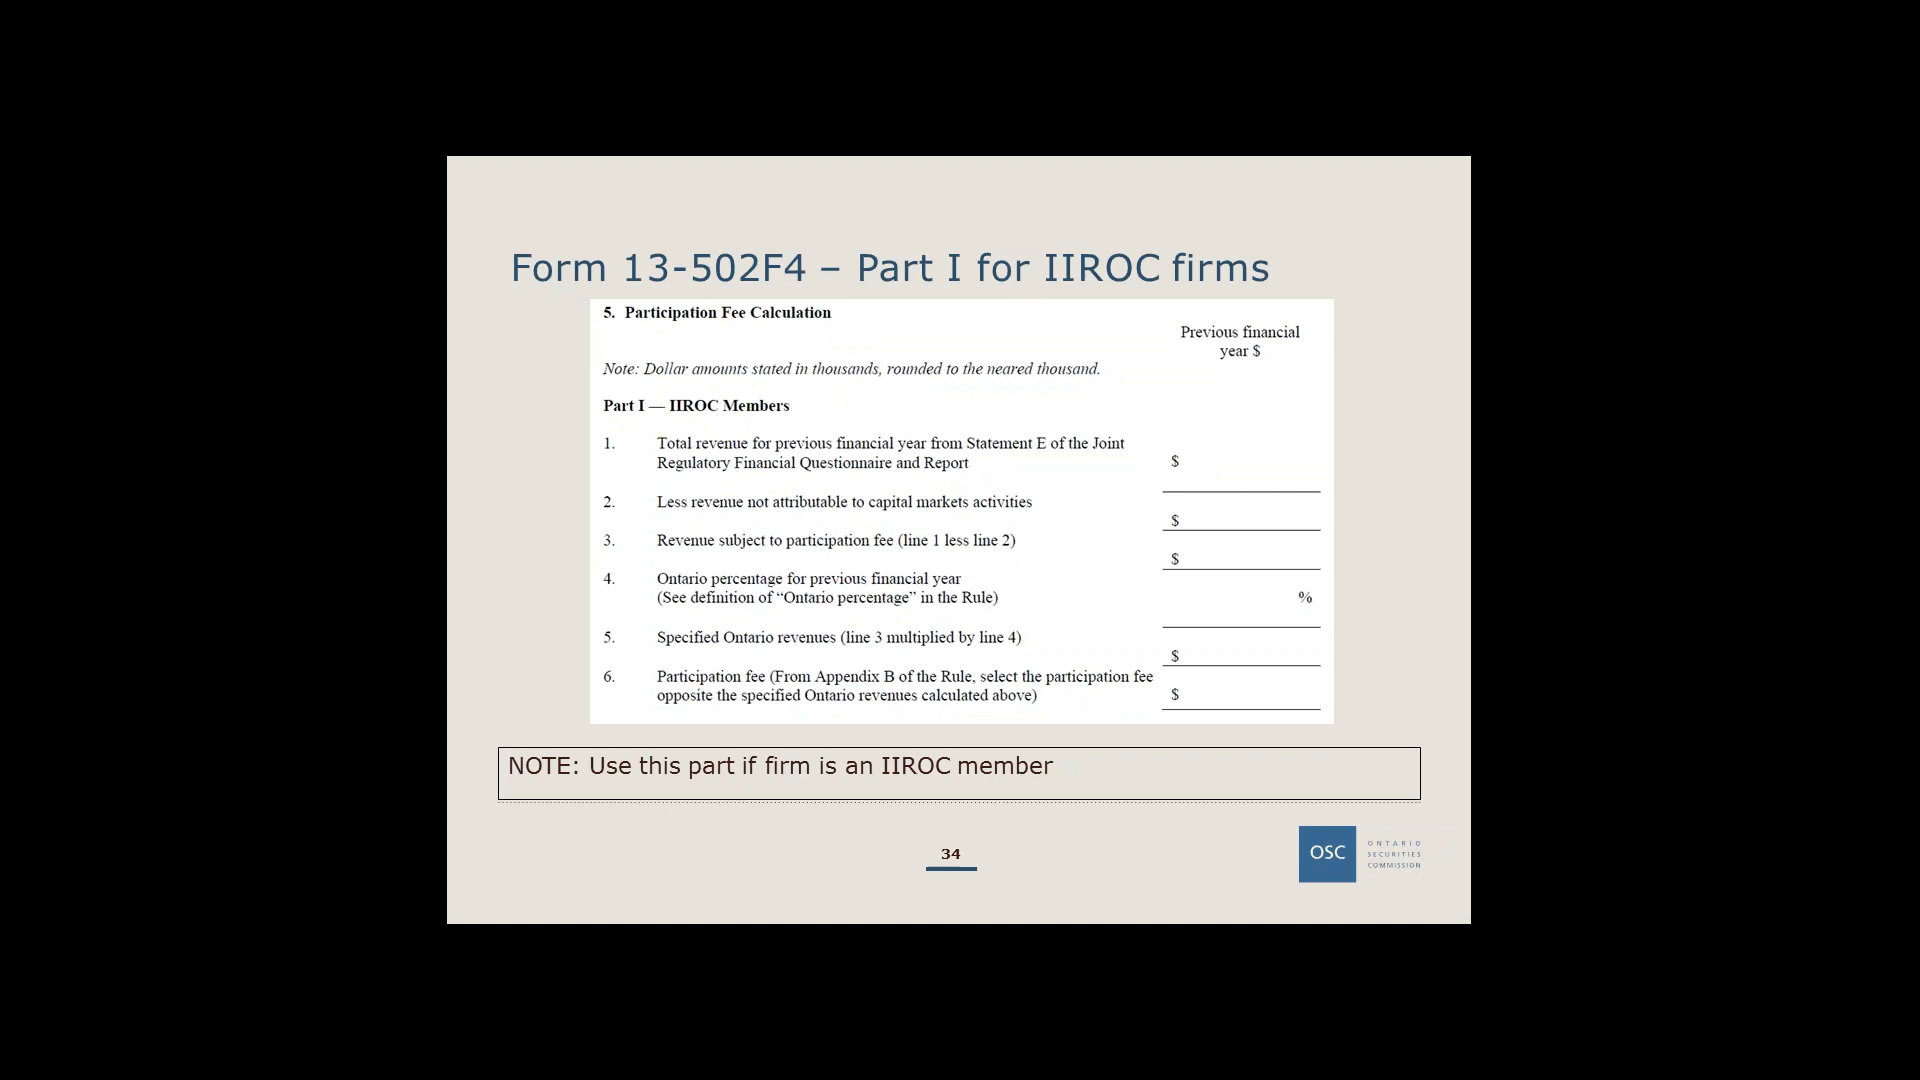 Form 13-502F4 – Part I for IIROC firms
5. Participation Fee Calculation
Previous financial
year $
Note: Dollar amounts stated in thousands, rounded to the neared thousand.
Part I — IIROC Members
1. Total revenue for previous financial year from Statement E of the Joint
Regulatory Financial Questionnaire and Report $
2. Less revenue not attributable to capital markets activities
$
3. Revenue subject to participation fee (line 1 less line 2)
$
4. Ontario percentage for previous financial year
(See definition of “Ontario percentage” in the Rule) %
5. Specified Ontario revenues (line 3 multiplied by line 4)
$
6. Participation fee (From Appendix B of the Rule, select the participation fee
opposite the specified Ontario revenues calculated above) $
NOTE: Use this part if firm is an IIROC member
34
OSC
ONTARIO
SECURITIES
COMMISSION